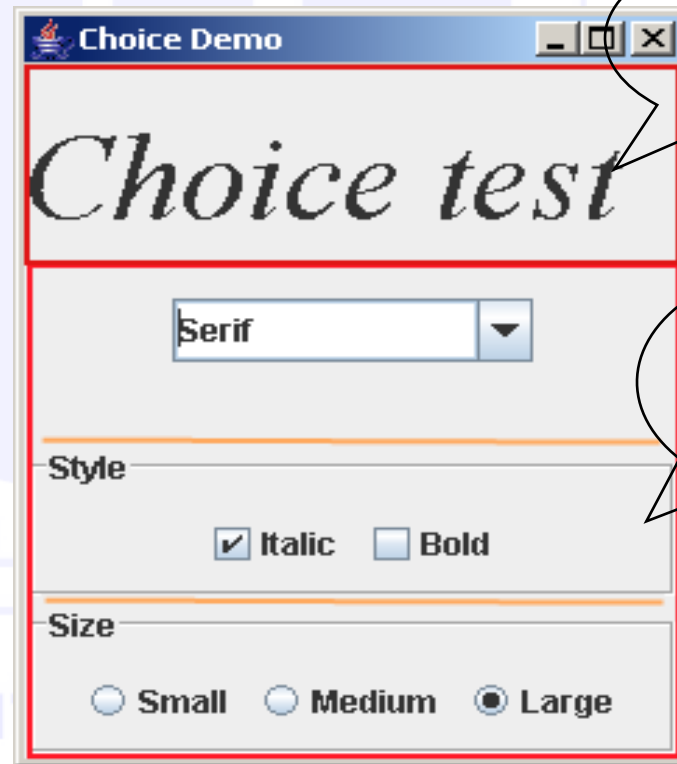 Choice Demo
Choice test
Serif
Style
Italic Bold
Size
Small Medium Large